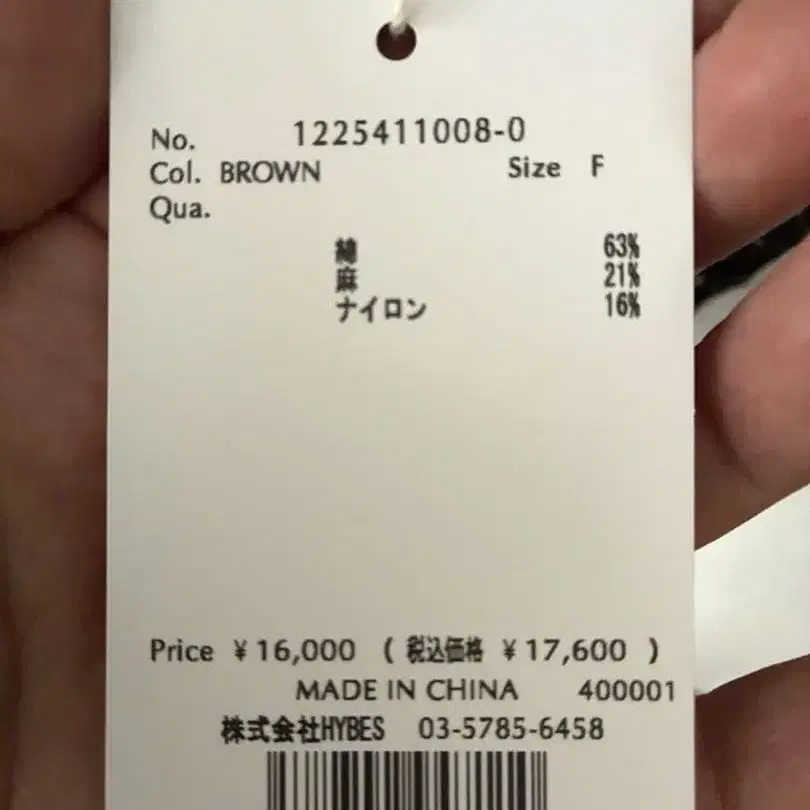 No. 1225411008-0
Col. BROWN Size F
Qua.
綿 63%
麻 21%
ナイロン 16%
Price ¥16,000 ( 税込価格 ¥17,600 )
MADE IN CHINA 400001
株式会社HYBES 03-5785-6458